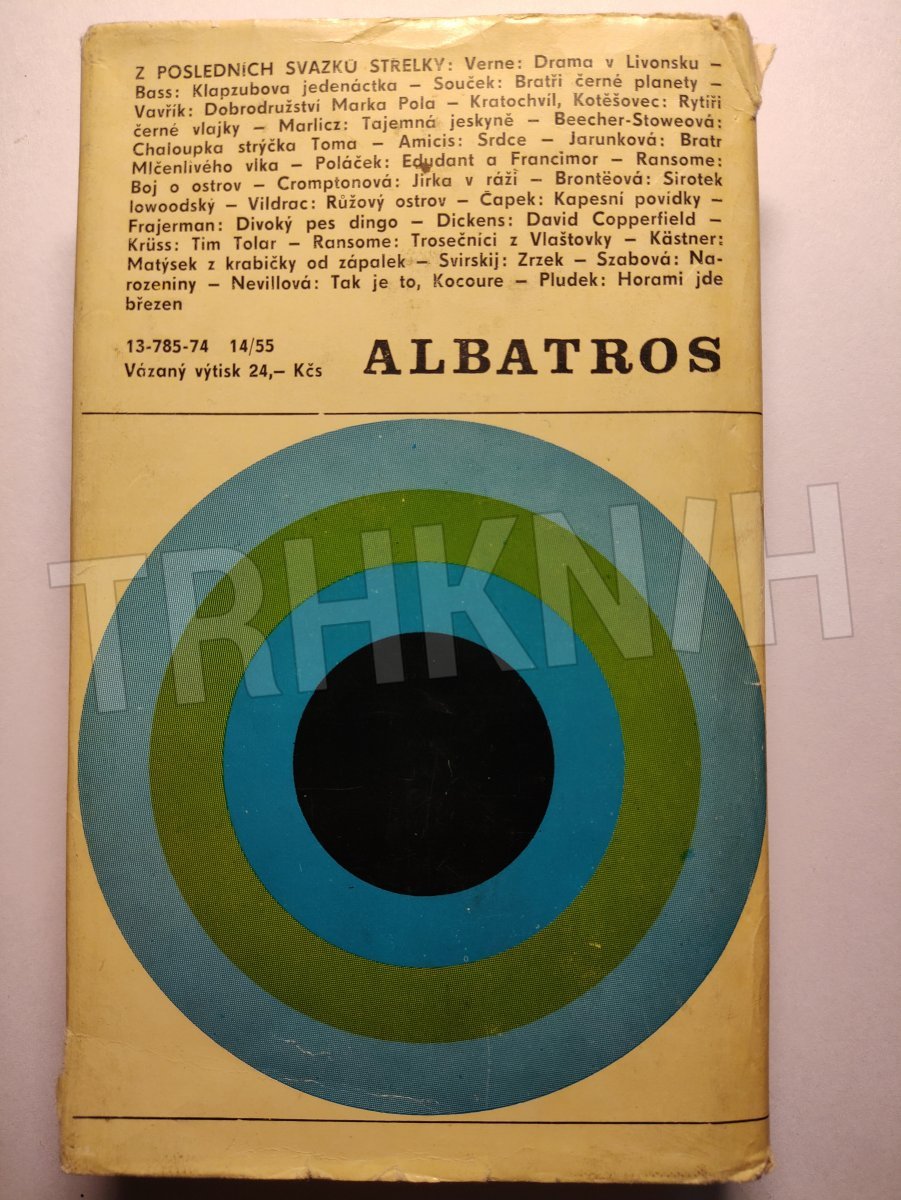 Z POSLEDNÍCH SVAZKŮ STŘELKY: Verne: Drama v Livonsku –
Bass: Klapzubova jedenáctka – Souček: Bratři černé planety –
Vavřík: Dobrodružství Marka Pola – Kratochvíl, Kotěšovec: Rytíři
černé vlajky – Marlicz: Tajemná jeskyně – Beecher-Stoweová:
Chaloupka strýčka Toma – Amicis: Srdce – Jarunková: Bratr
Mlčenlivého vlka – Poláček: Edudant a Francimor – Ransome:
Boj o ostrov – Cromptonová: Jirka v ráži – Brontëová: Sirotek
lowoodský – Vildrac: Růžový ostrov – Čapek: Kapesní povídky –
Frajerman: Divoký pes dingo – Dickens: David Copperfield –
Krüss: Tim Tolar – Ransome: Trosečníci z Vlaštovky – Kästner:
Matýsek z krabičky od zápalek – Svirskij: Zrzek – Szabová: Na-
rozeniny – Nevillová: Tak je to, Kocoure – Pludek: Horami jde
březen
13-785-74 14/55
Vázaný výtisk 24,– Kčs
ALBATROS
TRHKNIH